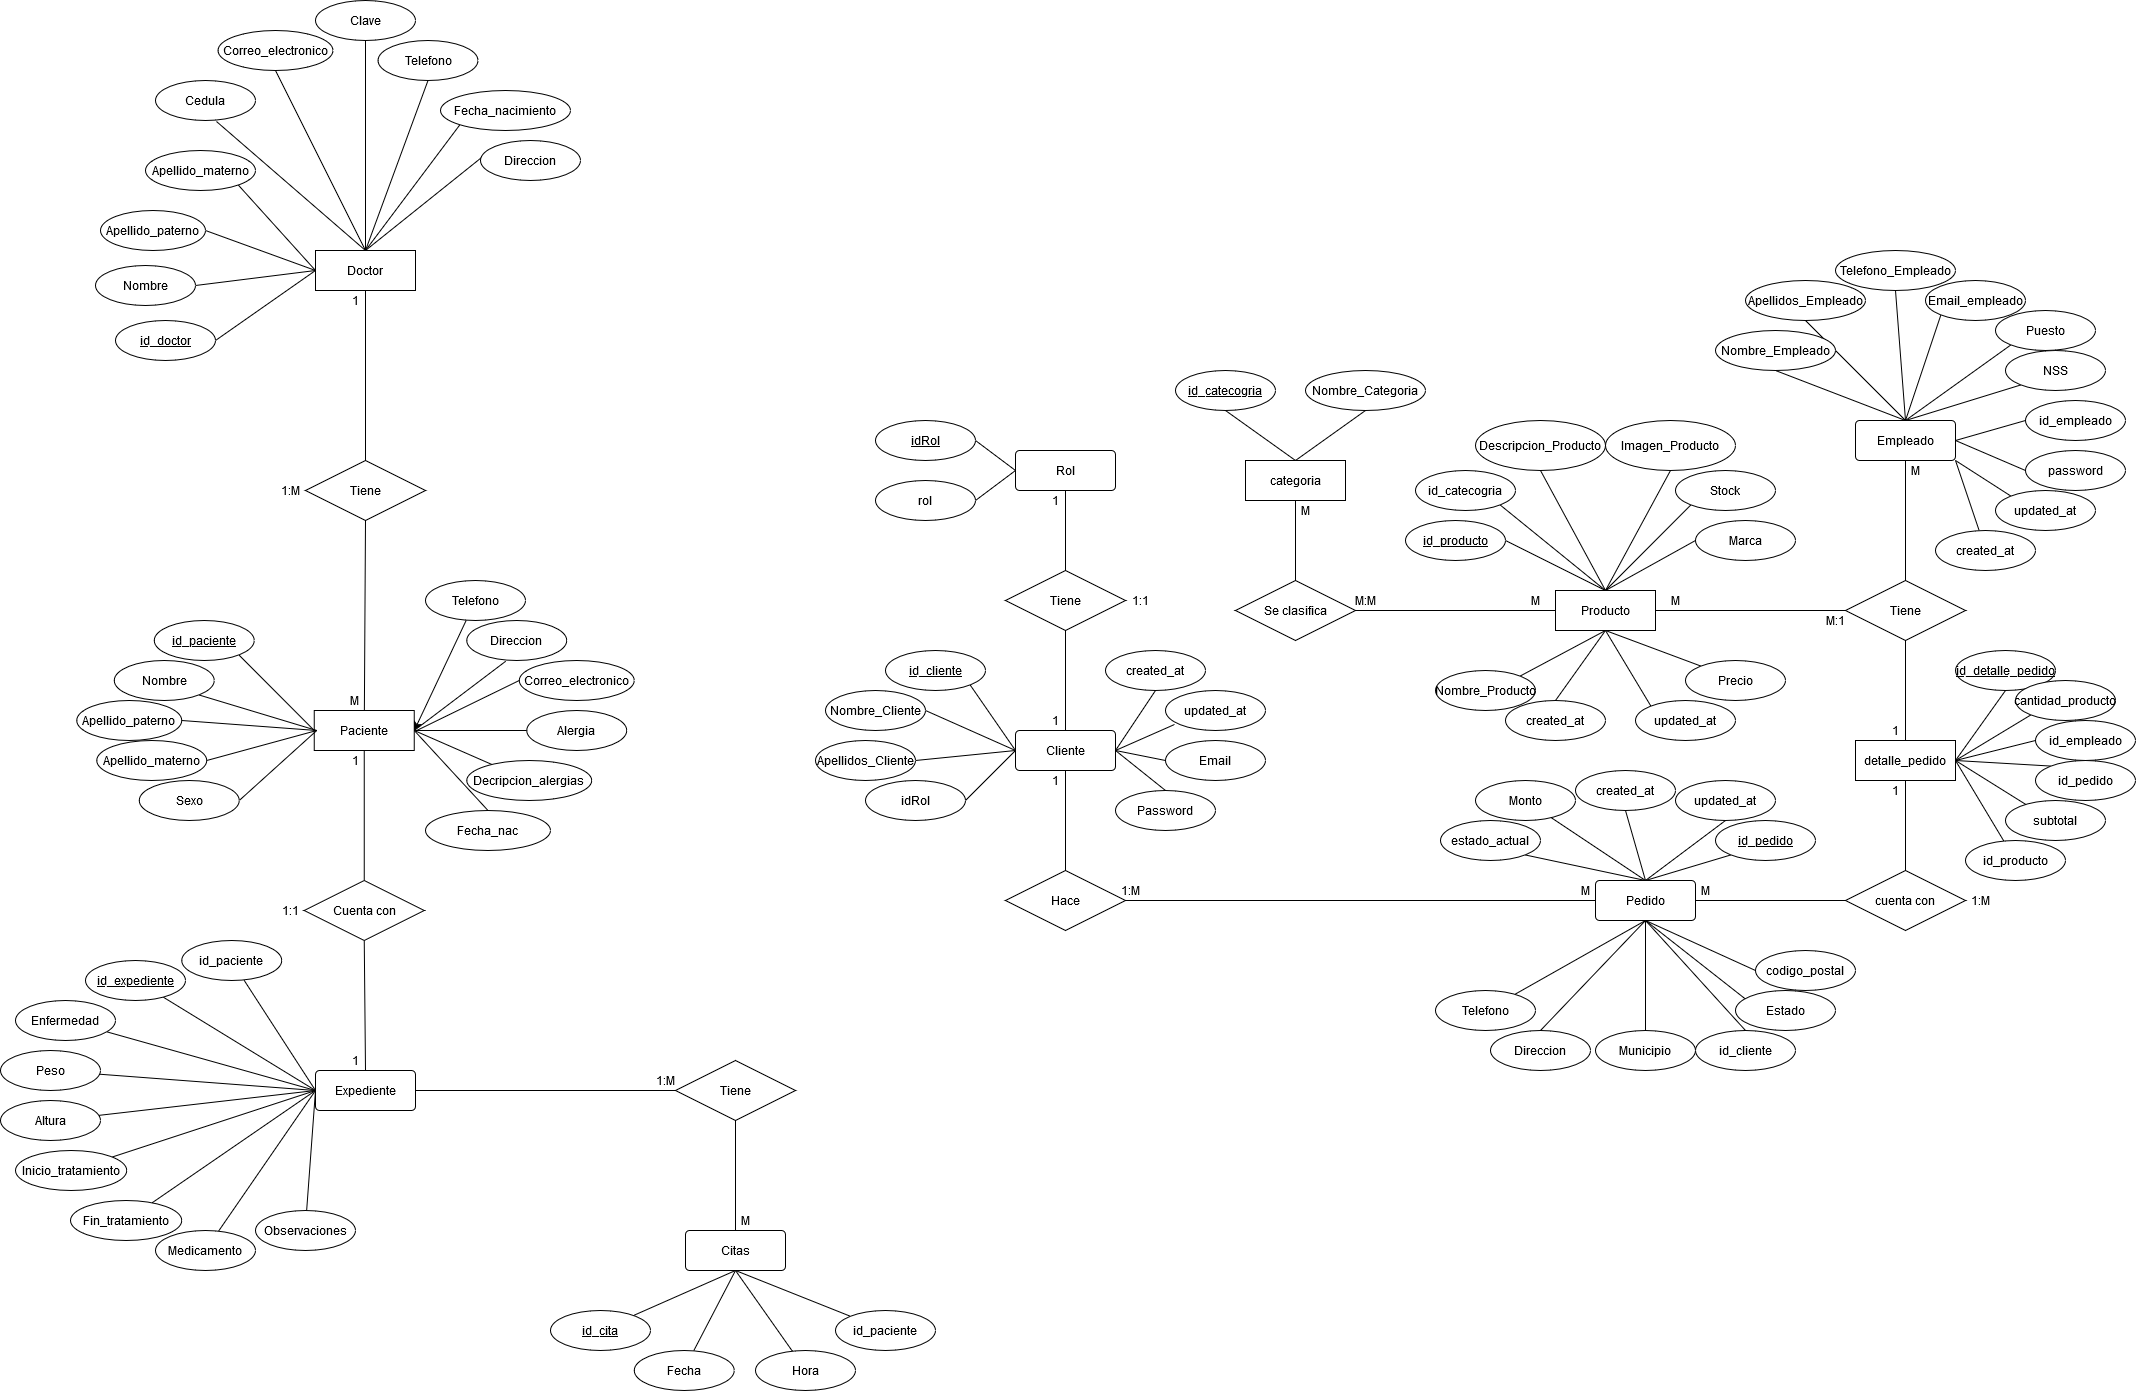 Clave
Correo_electronico
Telefono
Cedula
Fecha_nacimiento
Direccion
Apellido_materno
Apellido_paterno
Nombre
id_doctor
Doctor
1
1:M
Tiene
M
Telefono
id_paciente
Direccion
Nombre
Correo_electronico
Apellido_paterno
Paciente
Alergia
Apellido_materno
1
Decripcion_alergias
Sexo
Fecha_nac
1:1
Cuenta con
id_paciente
id_expediente
Enfermedad
1
Peso
Expediente
1:M
Tiene
Altura
Inicio_tratamiento
Fin_tratamiento
Observaciones
Medicamento
M
Citas
id_cita
id_paciente
Fecha
Hora
idRol
Rol
rol
1
Tiene
1:1
id_cliente
created_at
Nombre_Cliente
1
updated_at
Apellidos_Cliente
Cliente
Email
1
idRol
Password
Hace
1:M
id_catecogria
Nombre_Categoria
categoria
M
Se clasifica
M:M
M
Descripcion_Producto
Imagen_Producto
id_catecogria
Stock
id_producto
Marca
Producto
M
M:1
Nombre_Producto
Precio
created_at
updated_at
Telefono_Empleado
Apellidos_Empleado
Email_empleado
Puesto
Nombre_Empleado
NSS
id_empleado
Empleado
M
password
updated_at
created_at
Tiene
id_detalle_pedido
cantidad_producto
1
id_empleado
detalle_pedido
id_pedido
1
subtotal
id_producto
Monto
created_at
updated_at
estado_actual
id_pedido
M
Pedido
M
cuenta con
1:M
codigo_postal
Telefono
Estado
Direccion
Municipio
id_cliente